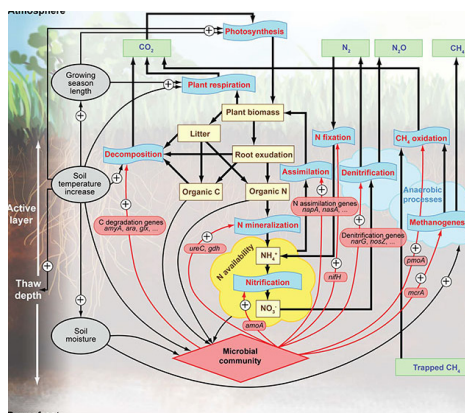 Atmosphere
Photosynthesis
CO₂
N₂
N₂O
CH₄
Growing
season
length
Plant respiration
Plant biomass
N fixation
CH₄ oxidation
Litter
Decomposition
Root exudation
Assimilation
Denitrification
Anaerobic
processes
Soil
temperature
increase
Organic C
Organic N
N assimilation genes
napA, nasA, ...
Methanogenesis
Active
layer
C degradation genes
amyA, ara, glx, ...
N mineralization
Denitrification genes
narG, nosZ, ...
ureC, gdh
NH₄⁺
pmoA
N availability
nifH
Thaw
depth
Nitrification
mcrA
NO₃⁻
amoA
Soil
moisture
Microbial
community
Trapped CH₄